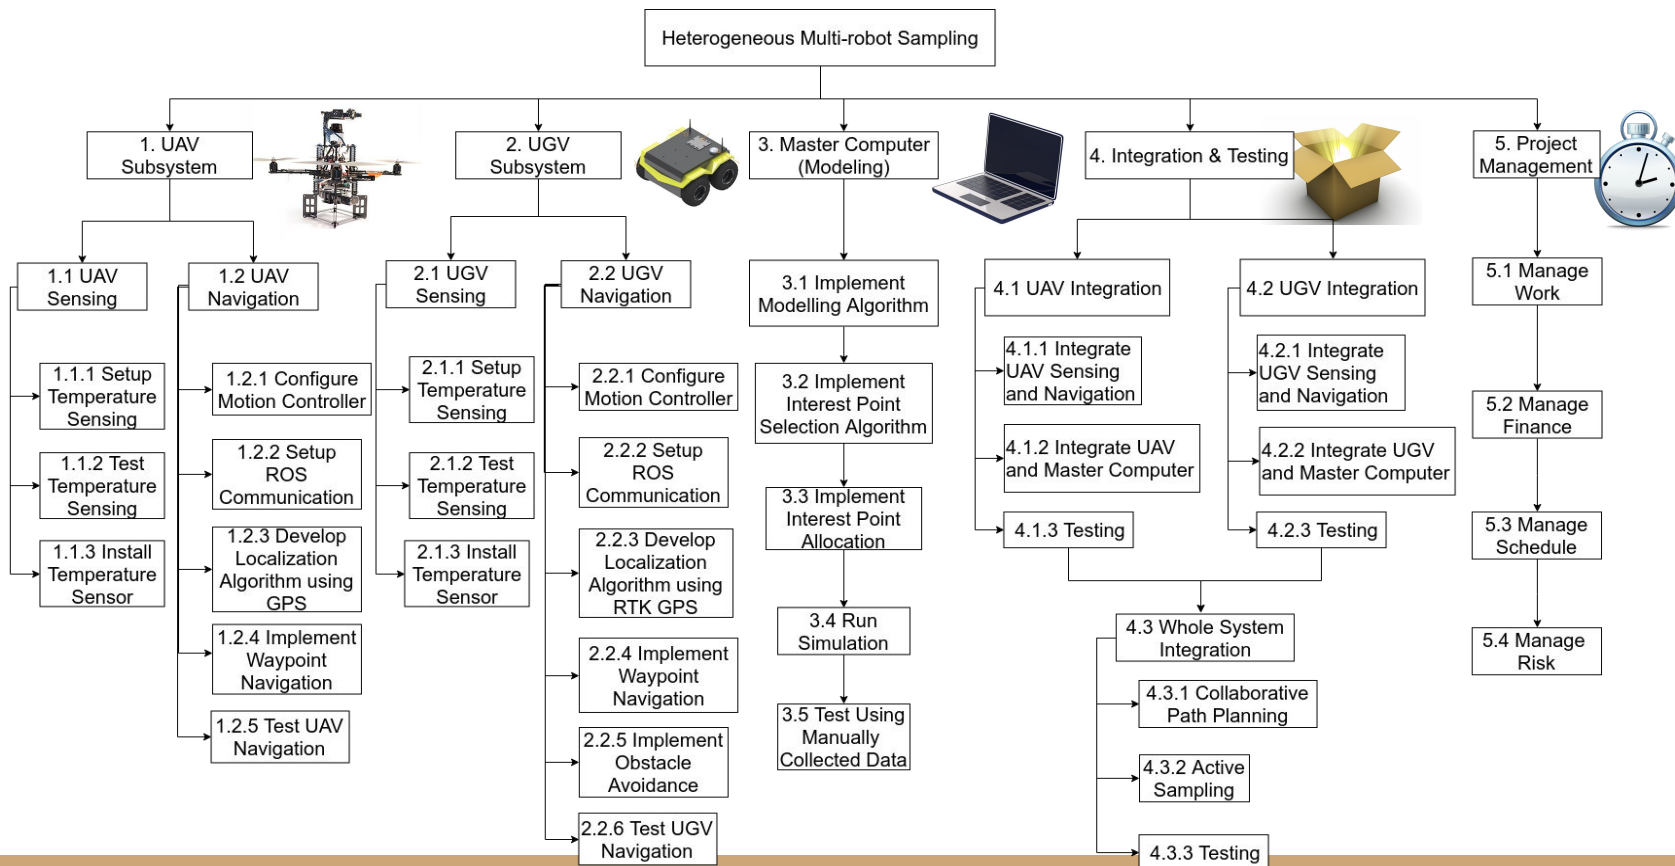 Heterogeneous Multi-robot Sampling
1. UAV
Subsystem
2. UGV
Subsystem
3. Master Computer
(Modeling)
4. Integration & Testing
5. Project
Management
1.1 UAV
Sensing
1.2 UAV
Navigation
2.1 UGV
Sensing
2.2 UGV
Navigation
3.1 Implement
Modelling Algorithm
4.1 UAV Integration
4.2 UGV Integration
5.1 Manage
Work
1.1.1 Setup
Temperature
Sensing
1.1.2 Test
Temperature
Sensing
1.1.3 Install
Temperature
Sensor
1.2.1 Configure
Motion Controller
1.2.2 Setup
ROS
Communication
1.2.3 Develop
Localization
Algorithm using
GPS
1.2.4 Implement
Waypoint
Navigation
1.2.5 Test UAV
Navigation
2.1.1 Setup
Temperature
Sensing
2.1.2 Test
Temperature
Sensing
2.1.3 Install
Temperature
Sensor
2.2.1 Configure
Motion Controller
2.2.2 Setup
ROS
Communication
2.2.3 Develop
Localization
Algorithm using
RTK GPS
2.2.4 Implement
Waypoint
Navigation
2.2.5 Implement
Obstacle
Avoidance
2.2.6 Test UGV
Navigation
3.2 Implement
Interest Point
Selection Algorithm
3.3 Implement
Interest Point
Allocation
3.4 Run
Simulation
3.5 Test Using
Manually
Collected Data
4.1.1 Integrate
UAV Sensing
and Navigation
4.1.2 Integrate UAV
and Master Computer
4.1.3 Testing
4.2.1 Integrate
UGV Sensing
and Navigation
4.2.2 Integrate UGV
and Master Computer
4.2.3 Testing
4.3 Whole System
Integration
4.3.1 Collaborative
Path Planning
4.3.2 Active
Sampling
4.3.3 Testing
5.2 Manage
Finance
5.3 Manage
Schedule
5.4 Manage
Risk